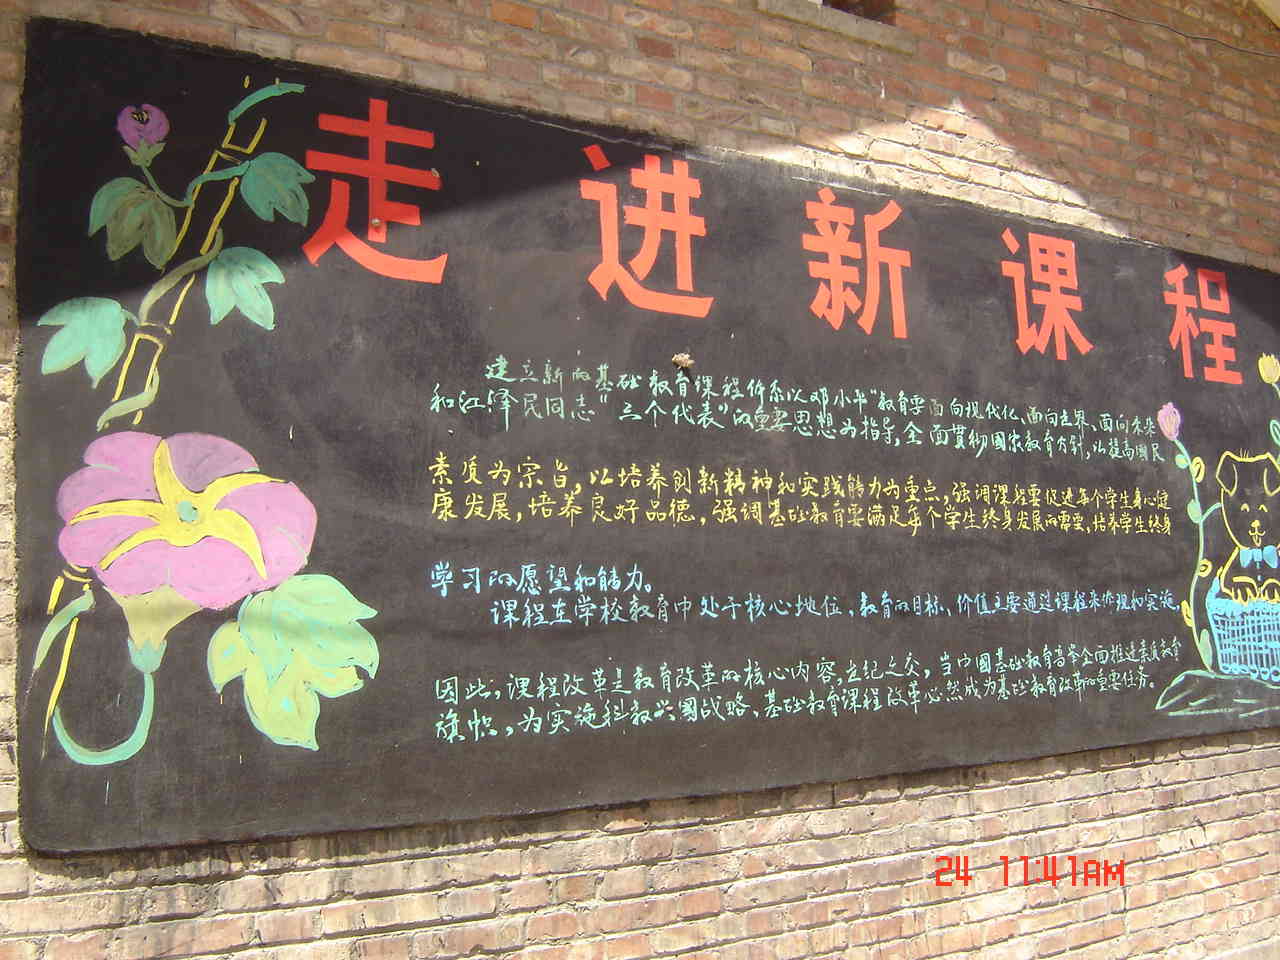 走进新课程
建立新的基础教育课程体系以邓小平"教育要面向现代化、面向世界、面向未来
和江泽民同志"三个代表"的重要思想为指导,全面贯彻国家教育方针,以提高国民
素质为宗旨,以培养创新精神和实践能力为重点,强调课程要促进每个学生身心健
康发展,培养良好品德,强调基础教育要满足每个学生终身发展的需要,培养学生终身
学习的愿望和能力。
课程在学校教育中处于核心地位,教育的目标、价值主要通过课程来体现和实施,
因此,课程改革是教育改革的核心内容,世纪之交,当中国基础教育高举全面推进素质教育
旗帜,为实施科教兴国战略、基础教育课程改革必然成为基础教育改革的重要任务。
24 11:41AM